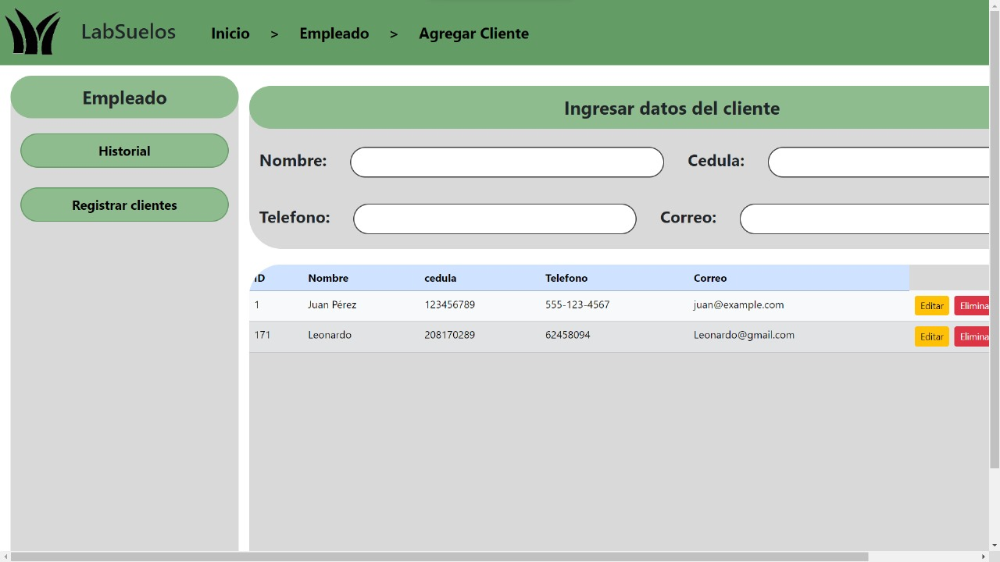 LabSuelos Inicio > Empleado > Agregar Cliente
Empleado
Historial
Registrar clientes
Ingresar datos del cliente
Nombre: Cedula:
Telefono: Correo:
ID Nombre cedula Telefono Correo
1 Juan Pérez 123456789 555-123-4567 juan@example.com Editar Elimina
171 Leonardo 208170289 62458094 Leonardo@gmail.com Editar Elimina